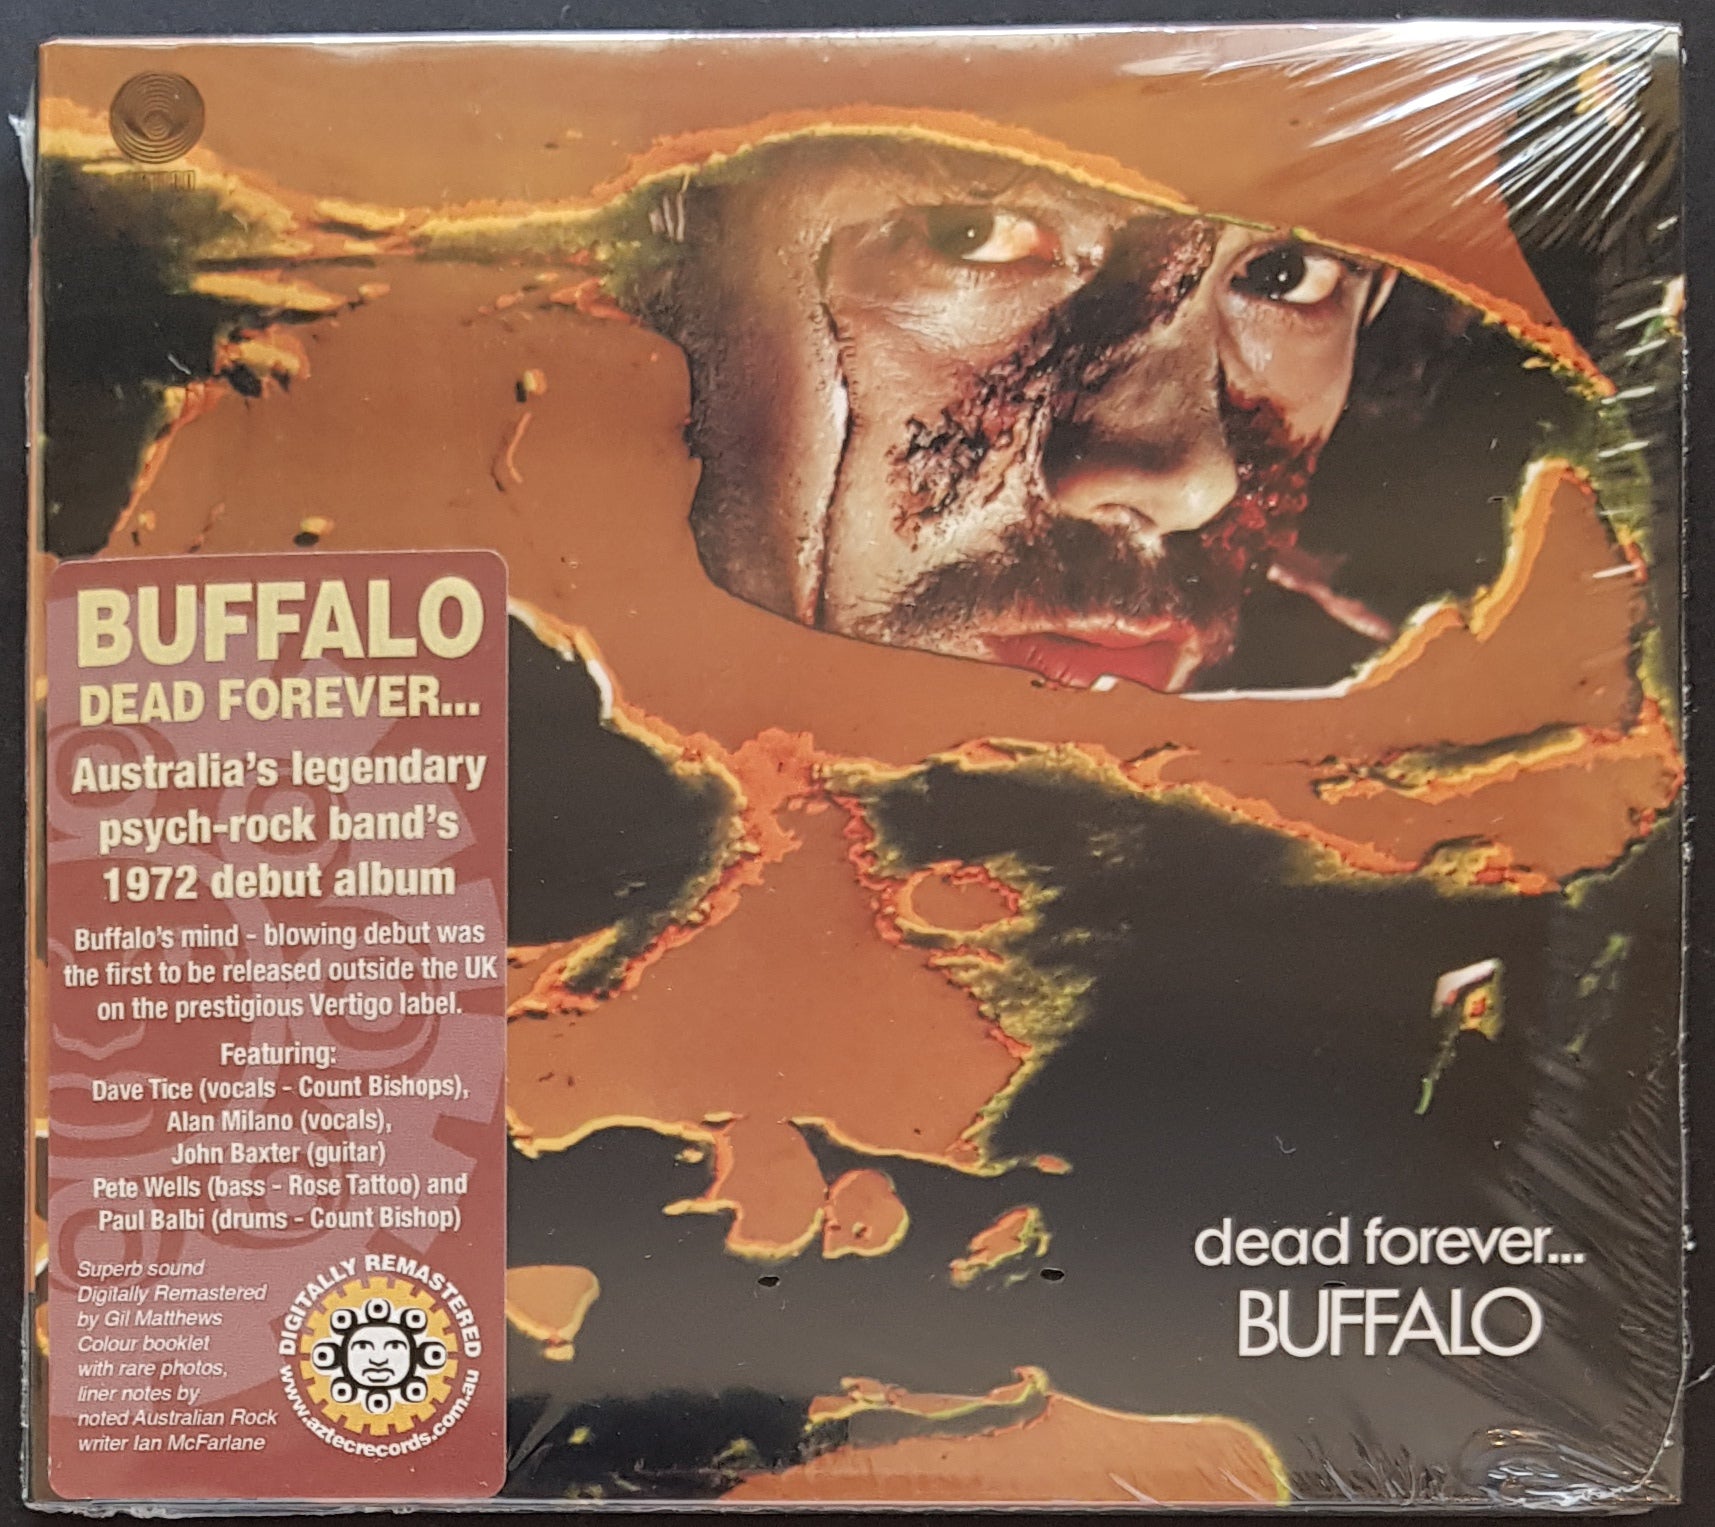 BUFFALO
DEAD FOREVER...
Australia's legendary
psych-rock band's
1972 debut album
Buffalo's mind - blowing debut was
the first to be released outside the UK
on the prestigious Vertigo label.
Featuring:
Dave Tice (vocals - Count Bishops),
Alan Milano (vocals),
John Baxter (guitar)
Pete Wells (bass - Rose Tattoo) and
Paul Balbi (drums - Count Bishop)
Superb sound
Digitally Remastered
by Gil Matthews
Colour booklet
with rare photos,
liner notes by
noted Australian Rock
writer Ian McFarlane
DIGITALLY REMASTERED
www.aztecrecords.com.au
dead forever...
BUFFALO